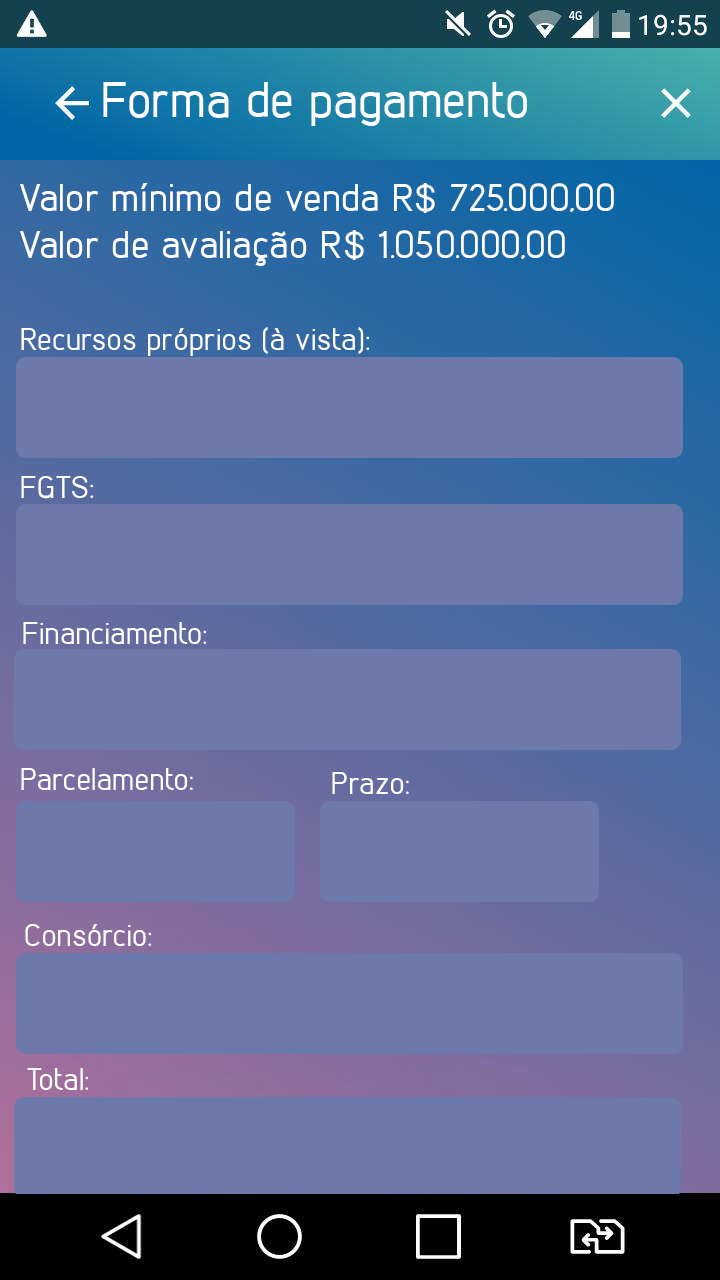 4G 19:55
Forma de pagamento
Valor mínimo de venda R$ 725.000,00
Valor de avaliação R$ 1.050.000,00
Recursos próprios (à vista):
FGTS:
Financiamento:
Parcelamento: Prazo:
Consórcio:
Total: